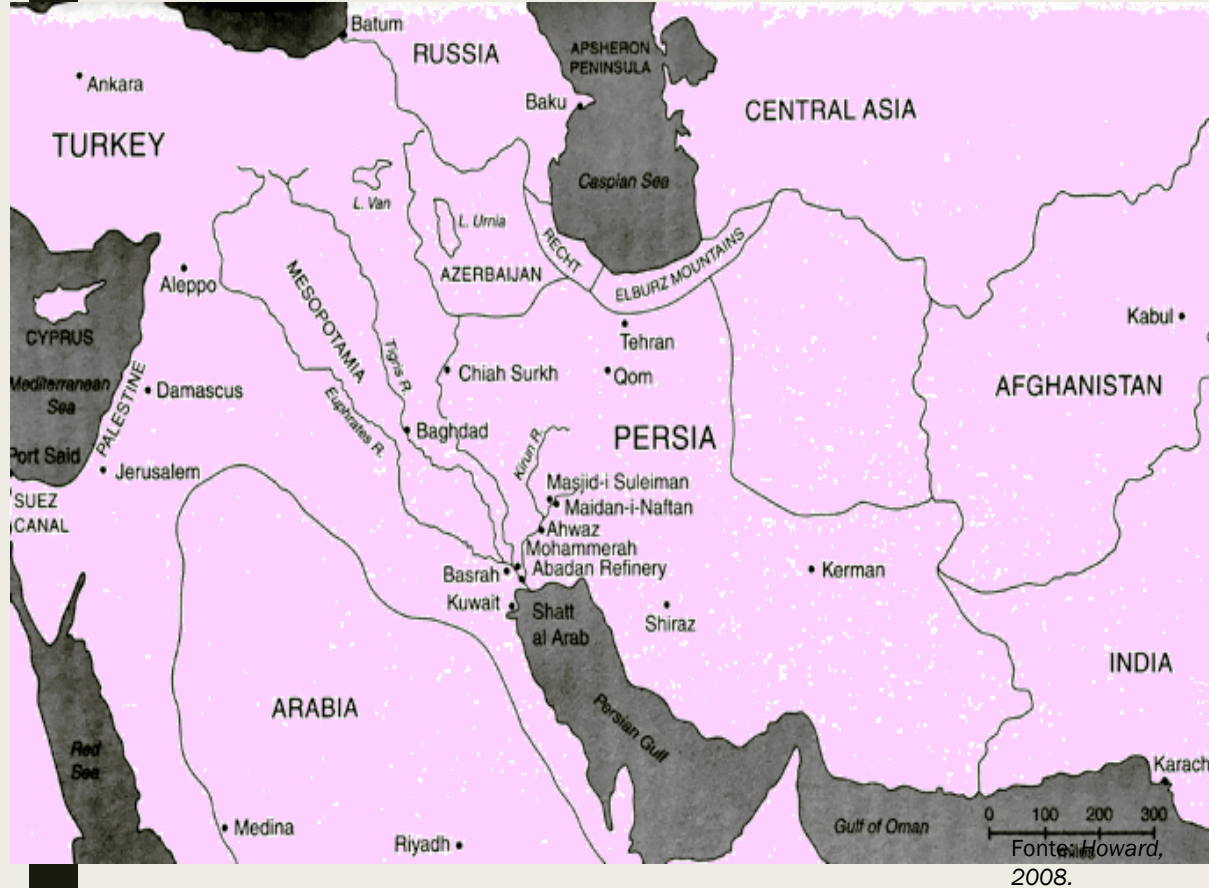 Batum
RUSSIA
APSHERON
PENINSULA
Ankara
Baku
CENTRAL ASIA
TURKEY
Caspian Sea
L. Van
L. Urnia
RECHT
ELBURZ MOUNTAINS
AZERBAIJAN
MESOPOTAMIA
Aleppo
CYPRUS
Tehran
Kabul
Tigris R.
Chiah Surkh
Qom
Mediterranean
Sea
PALESTINE
Damascus
Euphrates R.
AFGHANISTAN
Baghdad
PERSIA
Kirun R.
Port Said
Jerusalem
SUEZ
CANAL
Masjid-i Suleiman
Maidan-i-Naftan
Ahwaz
Mohammerah
Abadan Refinery
Basrah
Kerman
Kuwait
Shatt
al Arab
Shiraz
INDIA
ARABIA
Persian Gulf
Red
Sea
Karach
Medina
Riyadh
Gulf of Oman
0 100 200 300
miles
Fonte: Howard,
2008.